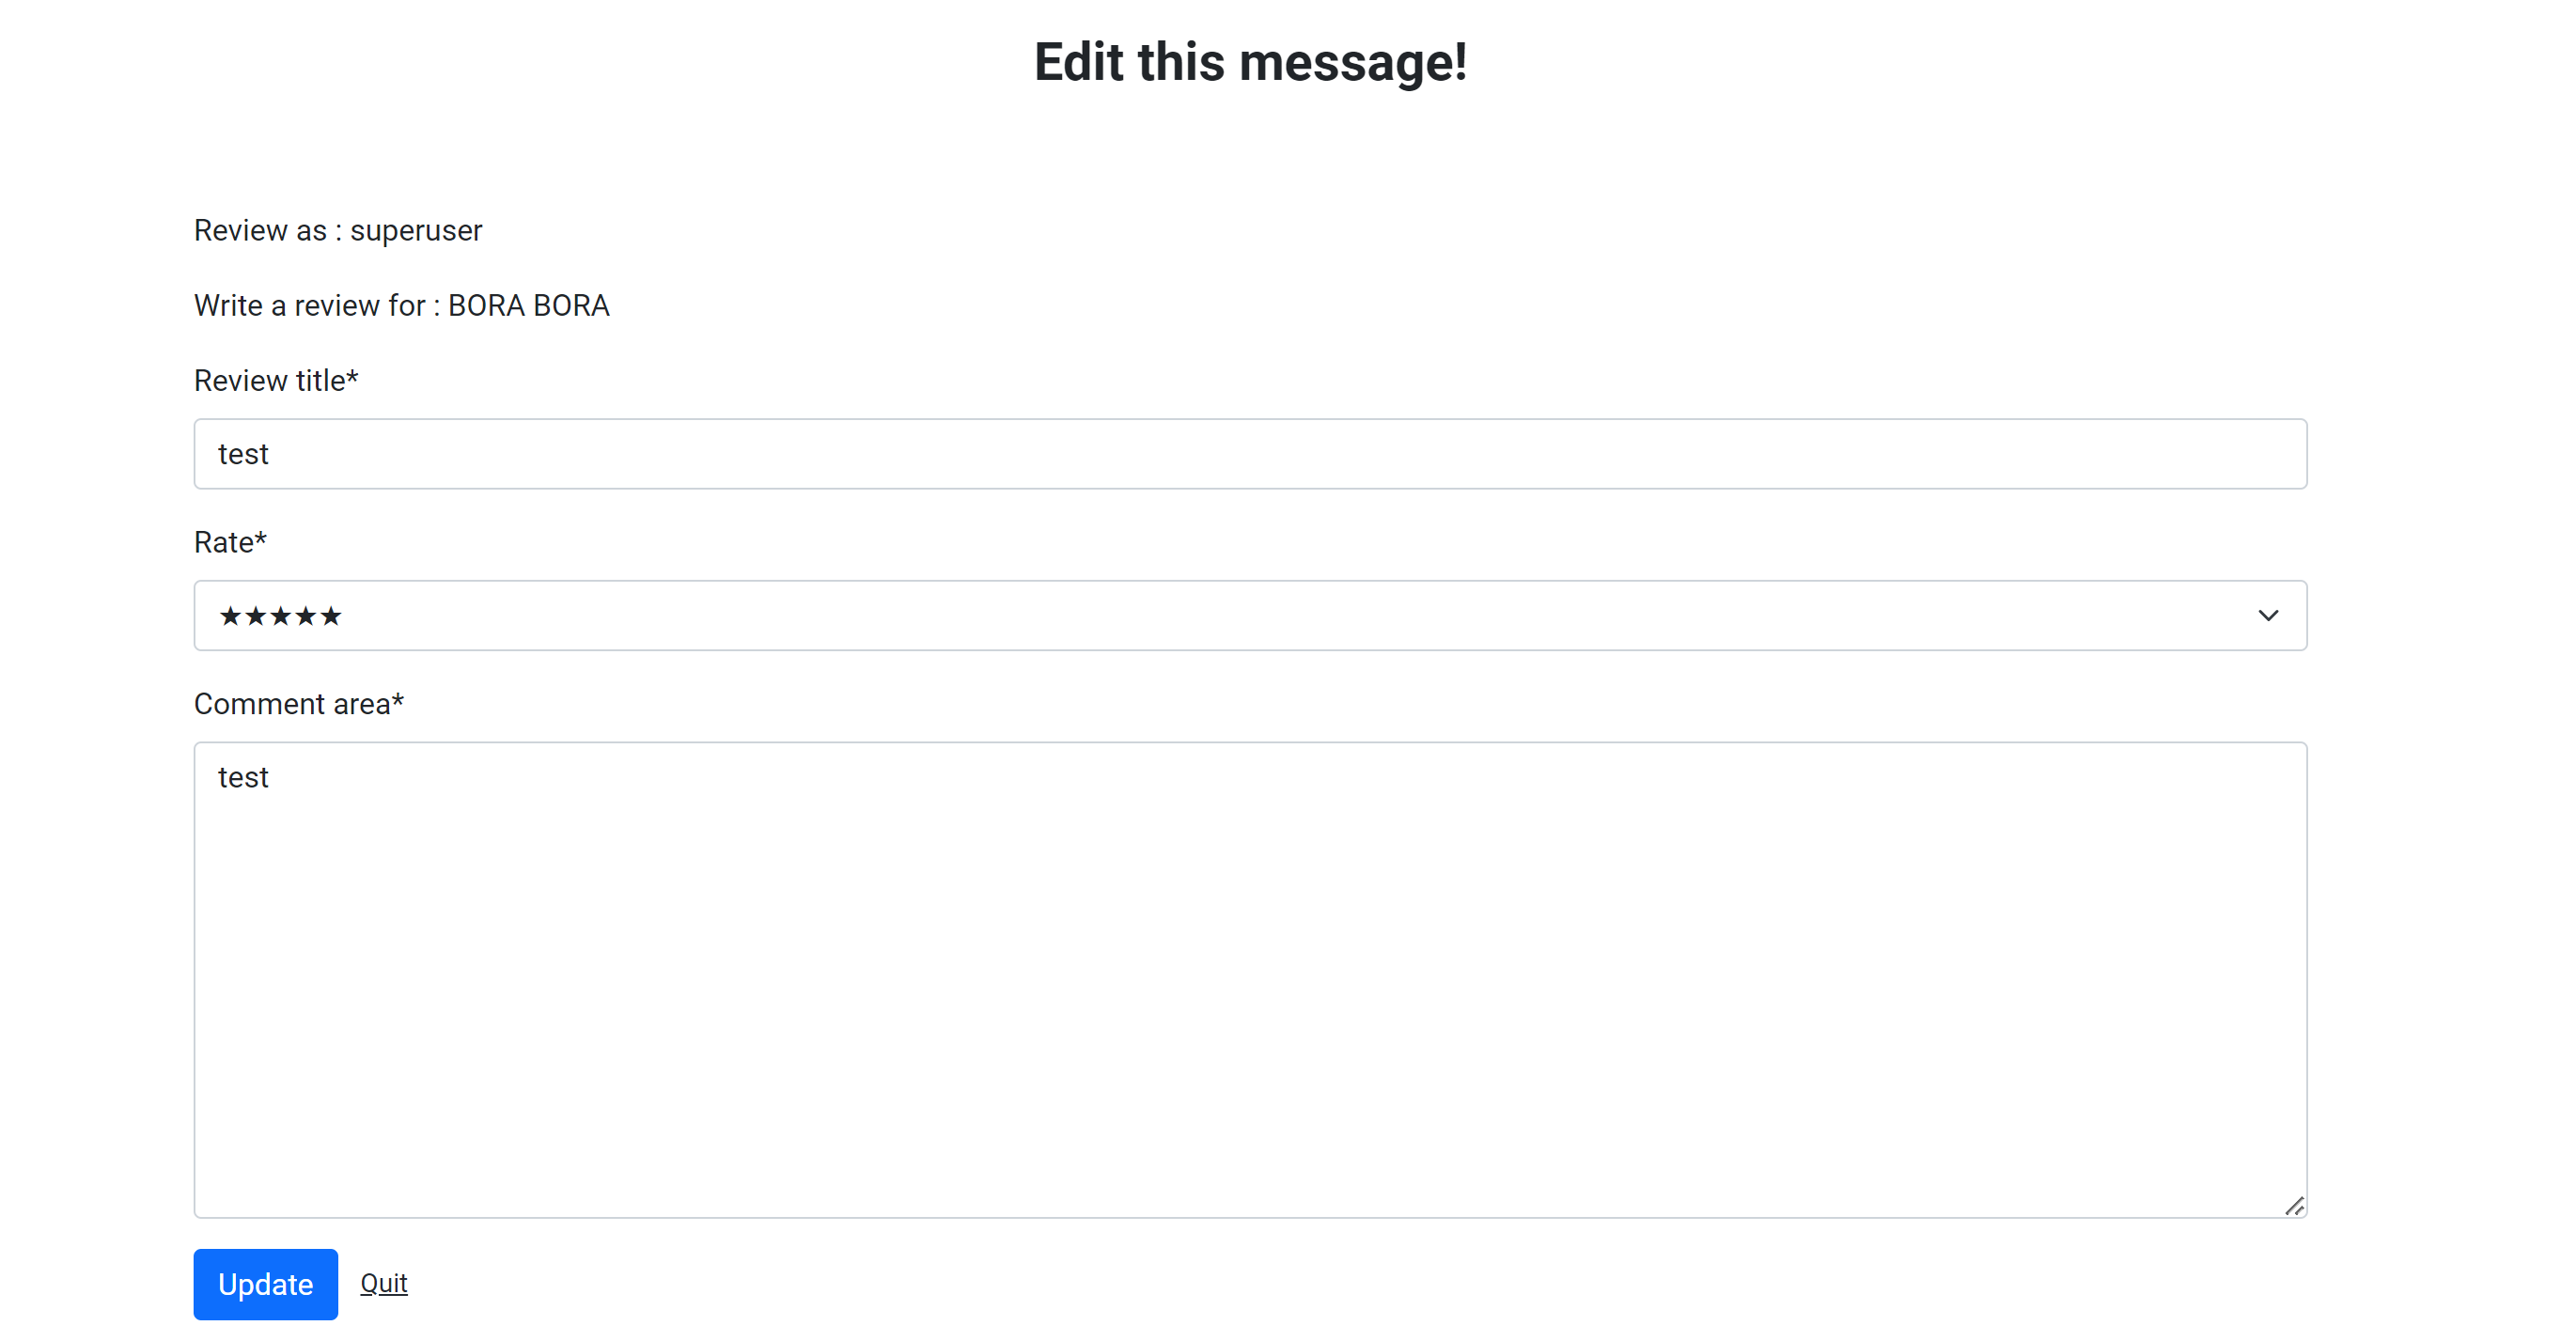 Edit this message!
Review as : superuser
Write a review for : BORA BORA
Review title*
test
Rate*
★★★★★
Comment area*
test
Update Quit